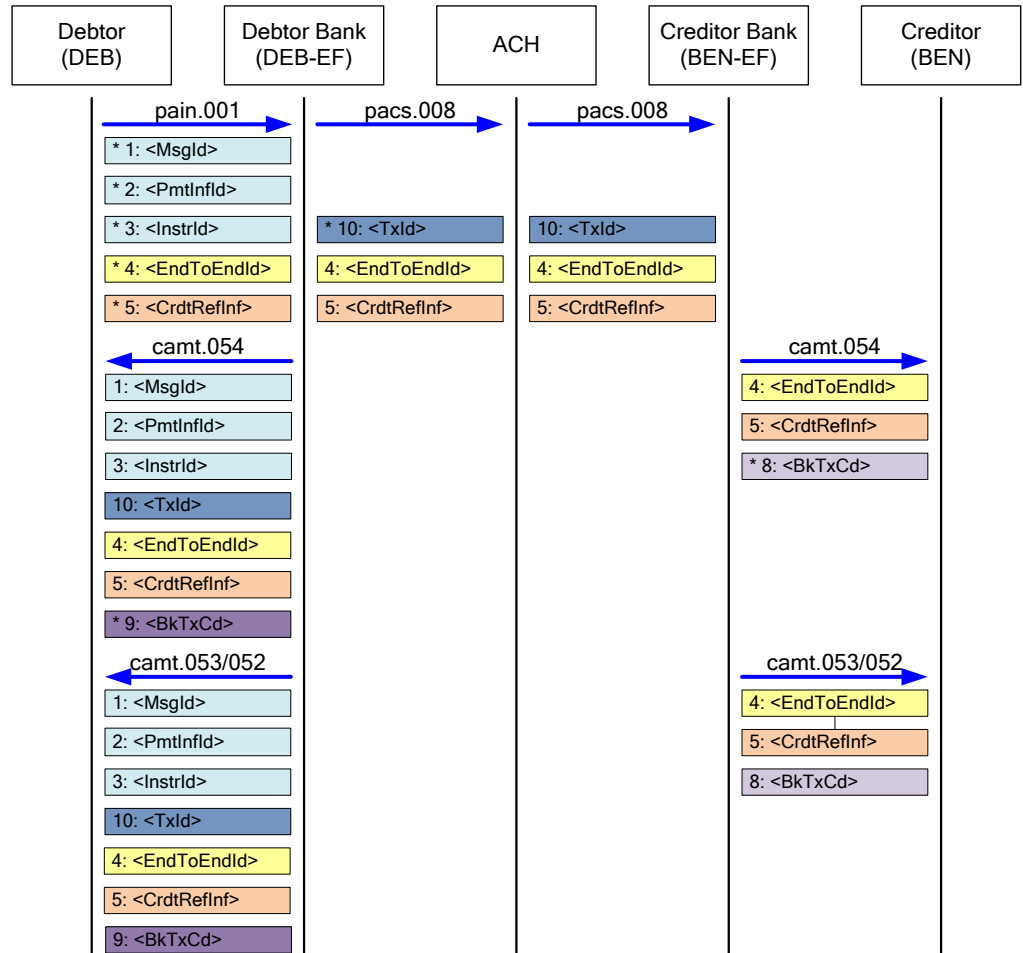 Debtor
(DEB)
Debtor Bank
(DEB-EF)
ACH
Creditor Bank
(BEN-EF)
Creditor
(BEN)
pain.001
pacs.008
pacs.008
* 1: <MsgId>
* 2: <PmtInfId>
* 3: <InstrId>
* 10: <TxId>
10: <TxId>
* 4: <EndToEndId>
4: <EndToEndId>
4: <EndToEndId>
* 5: <CrdtRefInf>
5: <CrdtRefInf>
5: <CrdtRefInf>
camt.054
camt.054
1: <MsgId>
4: <EndToEndId>
2: <PmtInfId>
5: <CrdtRefInf>
3: <InstrId>
* 8: <BkTxCd>
10: <TxId>
4: <EndToEndId>
5: <CrdtRefInf>
* 9: <BkTxCd>
camt.053/052
camt.053/052
1: <MsgId>
4: <EndToEndId>
2: <PmtInfId>
5: <CrdtRefInf>
3: <InstrId>
8: <BkTxCd>
10: <TxId>
4: <EndToEndId>
5: <CrdtRefInf>
9: <BkTxCd>